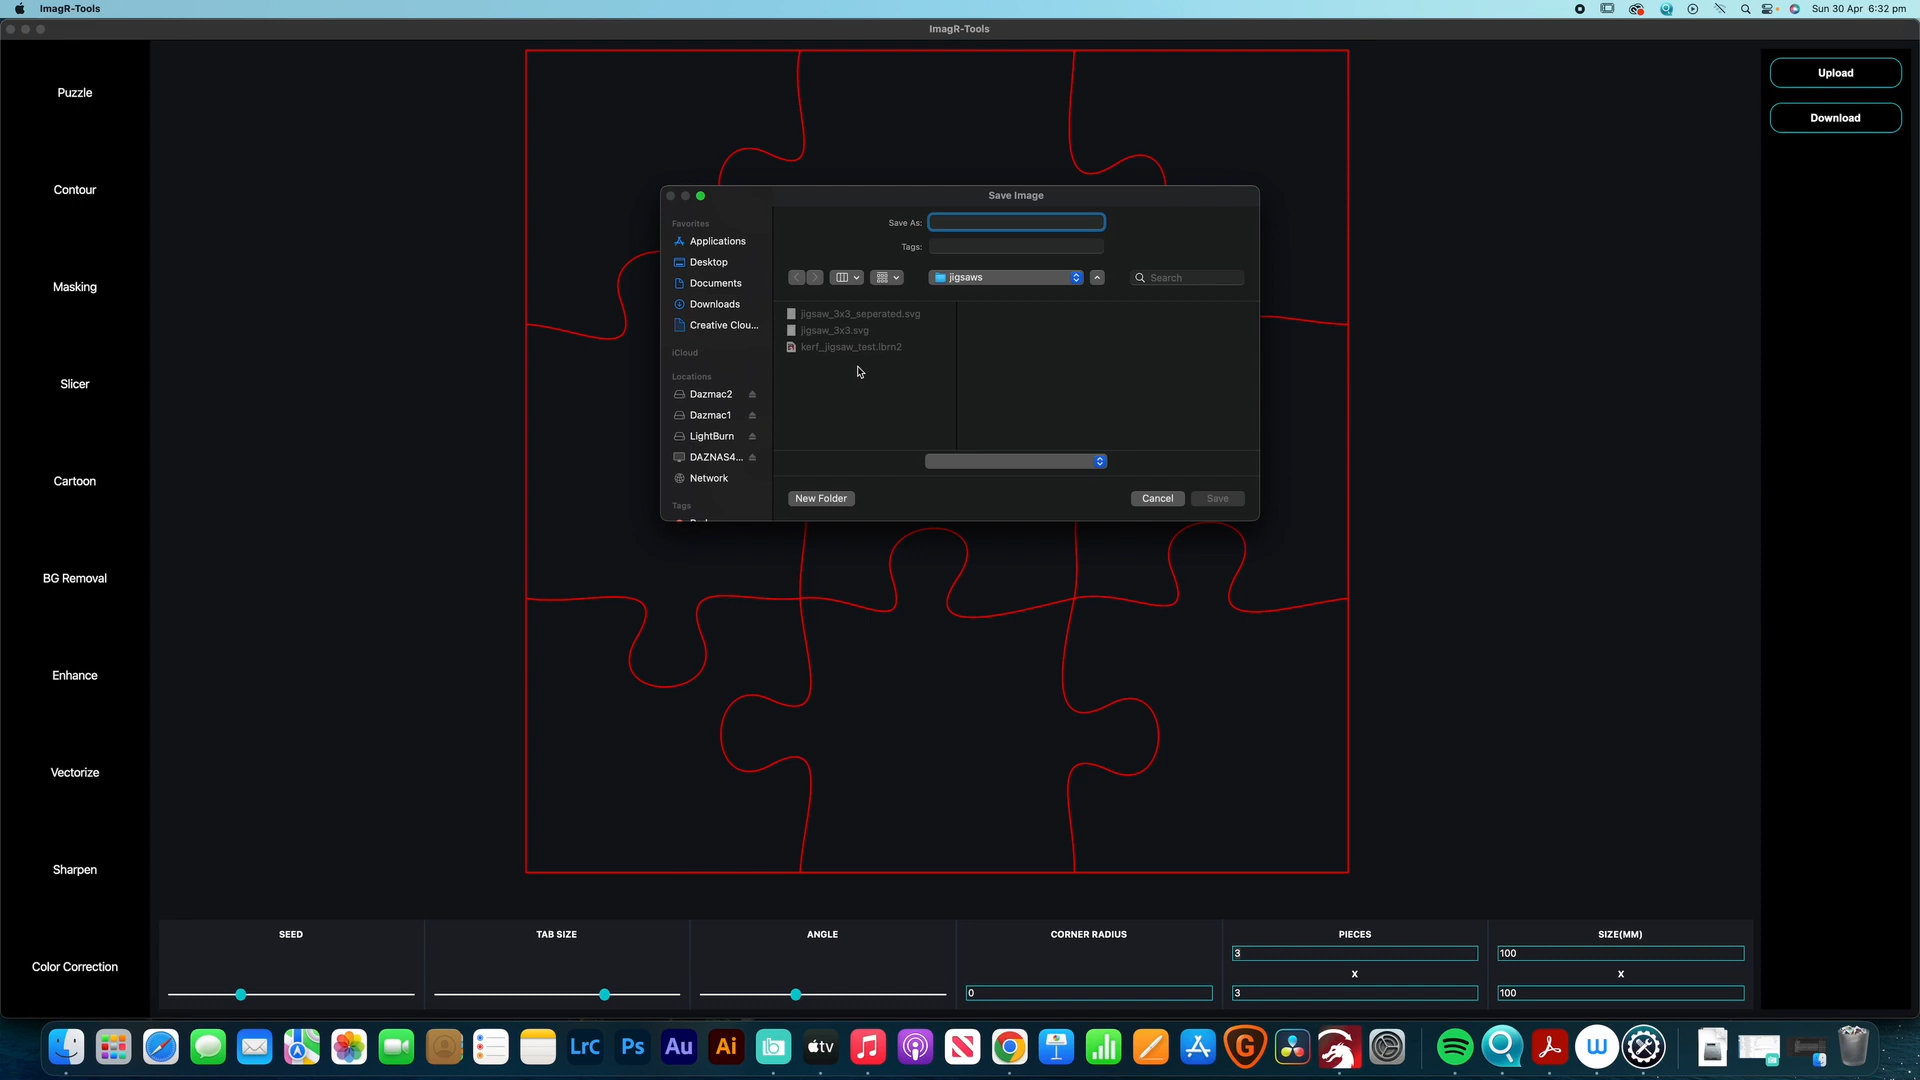 ImagR-Tools
Sun 30 Apr 6:32 pm
ImagR-Tools
Puzzle
Contour
Masking
Slicer
Cartoon
BG Removal
Enhance
Vectorize
Sharpen
Color Correction
Upload
Download
Save Image
Favorites
Applications
Desktop
Documents
Downloads
Creative Clou...
iCloud
Locations
Dazmac2
Dazmac1
LightBurn
DAZNAS4...
Network
Tags
Save As:
Tags:
jigsaws
Search
jigsaw_3x3_seperated.svg
jigsaw_3x3.svg
kerf_jigsaw_test.lbrn2
New Folder
Cancel
Save
SEED
TAB SIZE
ANGLE
CORNER RADIUS
0
PIECES
3
X
3
SIZE(MM)
100
X
100
LrC
Ps
Au
Ai
tv